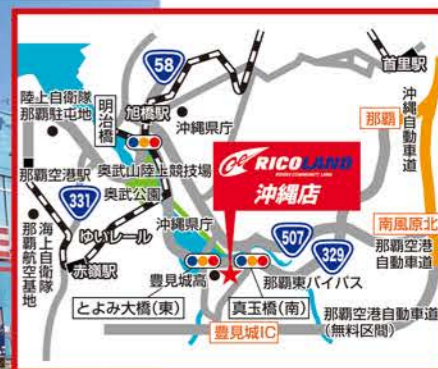 58
首里駅
陸上自衛隊
那覇駐屯地
明治橋
旭橋駅
沖縄県庁
那覇
沖縄自動車道
RICOLAND
RIDERS COMMUNITY LAND
沖縄店
奥武山陸上競技場
奥武公園
那覇空港駅
331
ゆいレール
海上自衛隊
那覇航空基地
赤嶺駅
沖縄県庁
507
329
南風原北
那覇空港
自動車道
豊見城高
那覇東バイパス
とよみ大橋(東)
真玉橋(南)
豊見城IC
那覇空港自動車道
(無料区間)